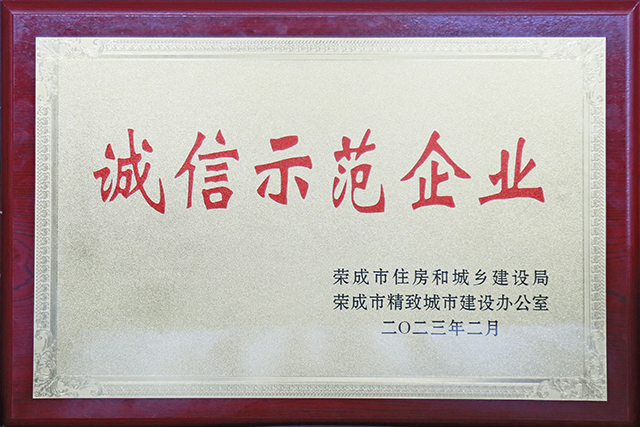 诚信示范企业
荣成市住房和城乡建设局
荣成市精致城市建设办公室
二〇二三年二月